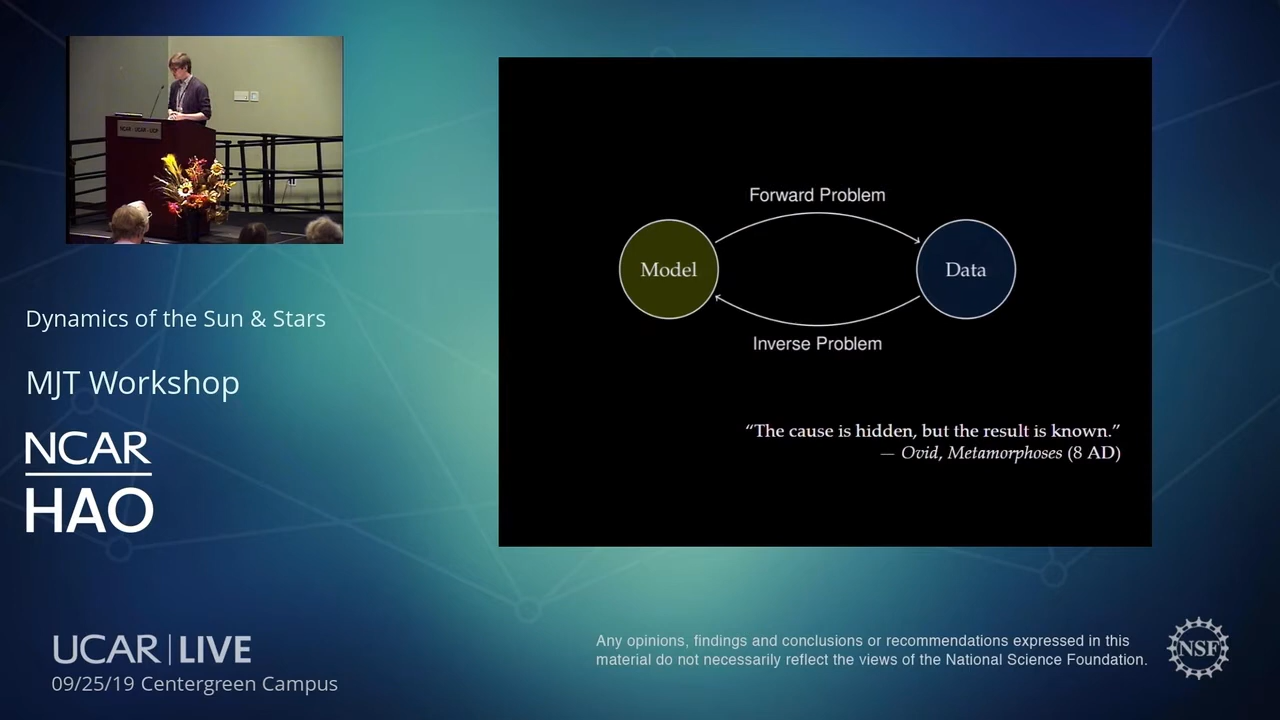 NCAR - UCAR - UCP
Dynamics of the Sun & Stars
MJT Workshop
NCAR
HAO
UCAR | LIVE
09/25/19 Centergreen Campus
Forward Problem
Model
Data
Inverse Problem
“The cause is hidden, but the result is known.”
— Ovid, Metamorphoses (8 AD)
Any opinions, findings and conclusions or recommendations expressed in this
material do not necessarily reflect the views of the National Science Foundation.
NSF